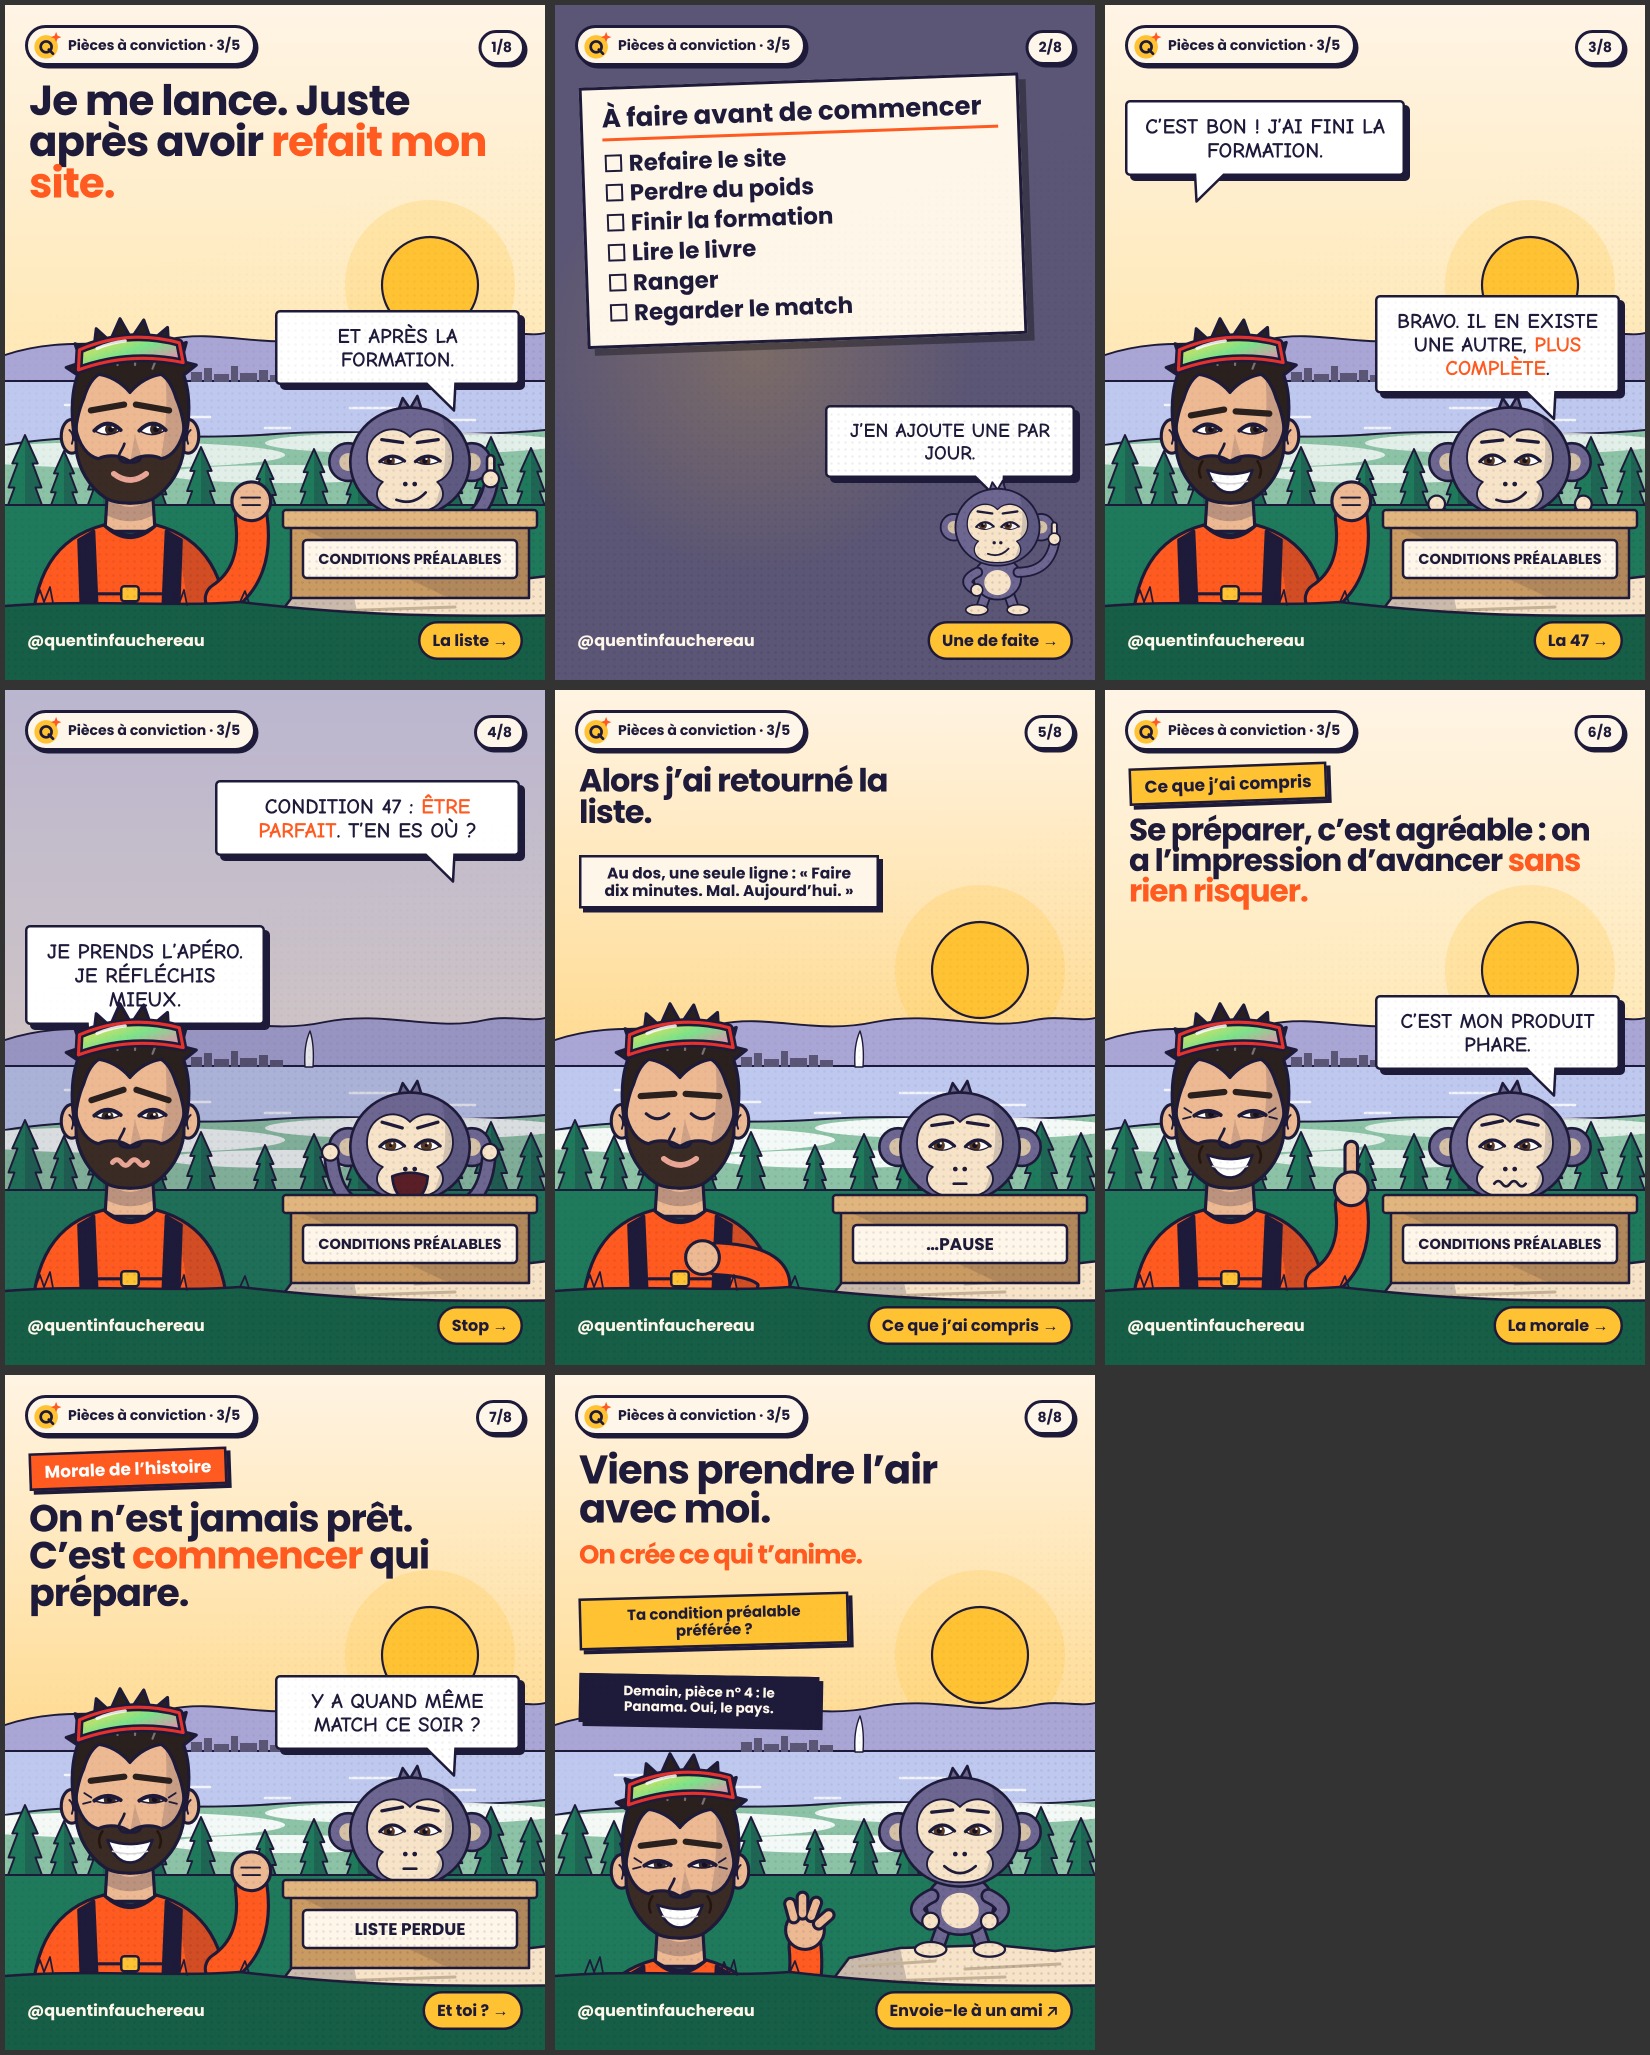 Q Pièces à conviction · 3/5
1/8
Je me lance. Juste
après avoir refait mon
site.
ET APRÈS LA
FORMATION.
CONDITIONS PRÉALABLES
@quentinfauchereau
La liste →
Q Pièces à conviction · 3/5
2/8
À faire avant de commencer
☐ Refaire le site
☐ Perdre du poids
☐ Finir la formation
☐ Lire le livre
☐ Ranger
☐ Regarder le match
J'EN AJOUTE UNE PAR
JOUR.
@quentinfauchereau
Une de faite →
Q Pièces à conviction · 3/5
3/8
C'EST BON ! J'AI FINI LA
FORMATION.
BRAVO. IL EN EXISTE
UNE AUTRE, PLUS
COMPLÈTE.
CONDITIONS PRÉALABLES
@quentinfauchereau
La 47 →
Q Pièces à conviction · 3/5
4/8
CONDITION 47 : ÊTRE
PARFAIT. T'EN ES OÙ ?
JE PRENDS L'APÉRO.
JE RÉFLÉCHIS
MIEUX.
CONDITIONS PRÉALABLES
@quentinfauchereau
Stop →
Q Pièces à conviction · 3/5
5/8
Alors j'ai retourné la
liste.
Au dos, une seule ligne : « Faire
dix minutes. Mal. Aujourd'hui. »
...PAUSE
@quentinfauchereau
Ce que j'ai compris →
Q Pièces à conviction · 3/5
6/8
Ce que j'ai compris
Se préparer, c'est agréable : on
a l'impression d'avancer sans
rien risquer.
C'EST MON PRODUIT
PHARE.
CONDITIONS PRÉALABLES
@quentinfauchereau
La morale →
Q Pièces à conviction · 3/5
7/8
Morale de l'histoire
On n'est jamais prêt.
C'est commencer qui
prépare.
Y A QUAND MÊME
MATCH CE SOIR ?
LISTE PERDUE
@quentinfauchereau
Et toi ? →
Q Pièces à conviction · 3/5
8/8
Viens prendre l'air
avec moi.
On crée ce qui t'anime.
Ta condition préalable
préférée ?
Demain, pièce n° 4 : le
Panama. Oui, le pays.
@quentinfauchereau
Envoie-le à un ami ↗